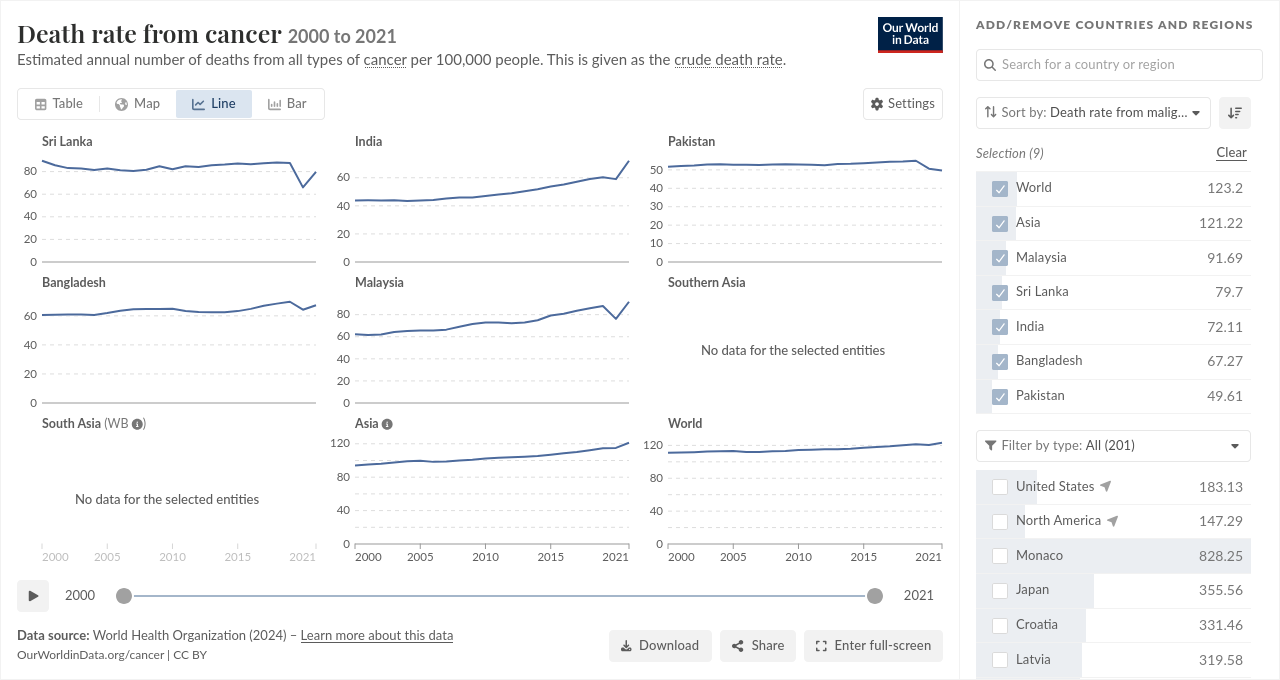 Death rate from cancer 2000 to 2021
Estimated annual number of deaths from all types of cancer per 100,000 people. This is given as the crude death rate.
Our World
in Data
Table
Map
Line
Bar
Settings
Sri Lanka
80
60
40
20
0
India
60
40
20
0
Pakistan
50
40
30
20
10
0
Bangladesh
60
40
20
0
Malaysia
80
60
40
20
0
Southern Asia
No data for the selected entities
South Asia (WB)
No data for the selected entities
2000 2005 2010 2015 2021
Asia
120
80
40
0
2000 2005 2010 2015 2021
World
120
80
40
0
2000 2005 2010 2015 2021
2000
2021
Data source: World Health Organization (2024) – Learn more about this data
OurWorldinData.org/cancer | CC BY
Download
Share
Enter full-screen
ADD/REMOVE COUNTRIES AND REGIONS
Search for a country or region
Sort by: Death rate from malig...
Selection (9)
Clear
World 123.2
Asia 121.22
Malaysia 91.69
Sri Lanka 79.7
India 72.11
Bangladesh 67.27
Pakistan 49.61
Filter by type: All (201)
United States 183.13
North America 147.29
Monaco 828.25
Japan 355.56
Croatia 331.46
Latvia 319.58